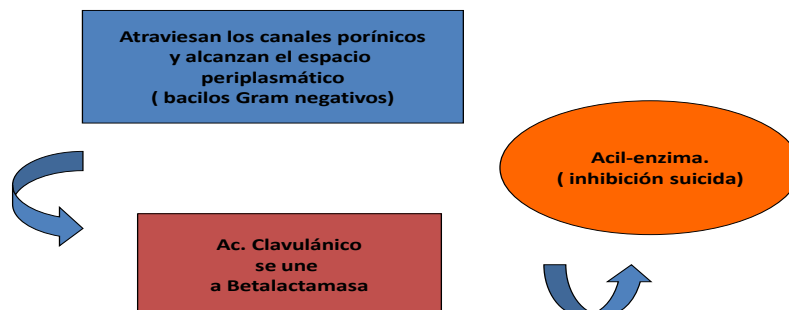 Atraviesan los canales porínicos
y alcanzan el espacio
periplasmático
( bacilos Gram negativos)
Acil-enzima.
( inhibición suicida)
Ac. Clavulánico
se une
a Betalactamasa